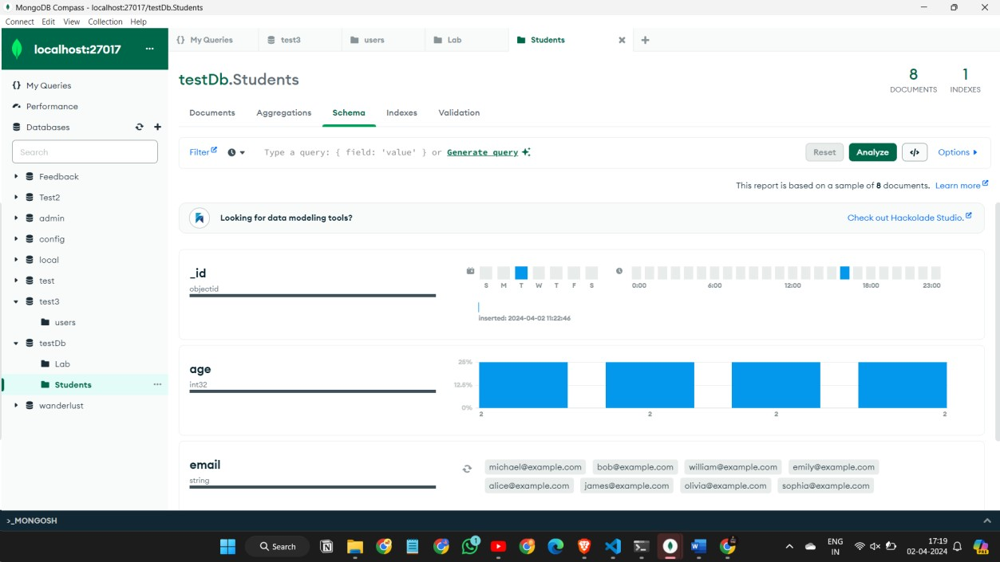 MongoDB Compass - localhost:27017/testDb.Students
Connect Edit View Collection Help
localhost:27017 ...
{} My Queries
Performance
Databases
Search
Feedback
Test2
admin
config
local
test
test3
users
testDb
Lab
Students ...
wanderlust
{} My Queries test3 users Lab Students
testDb.Students
8 DOCUMENTS
1 INDEXES
Documents Aggregations Schema Indexes Validation
Filter Type a query: { field: 'value' } or Generate query Reset Analyze </> Options
This report is based on a sample of 8 documents. Learn more
Looking for data modeling tools? Check out Hackolade Studio.
_id
objectid
S M T W T F S
0:00 6:00 12:00 18:00 23:00
inserted: 2024-04-02 11:22:46
age
int32
25%
12.5%
0%
2 2 2 2
email
string
michael@example.com bob@example.com william@example.com emily@example.com
alice@example.com james@example.com olivia@example.com sophia@example.com
>_MONGOSH
Search
1
ENG
IN
17:19
02-04-2024
PRE